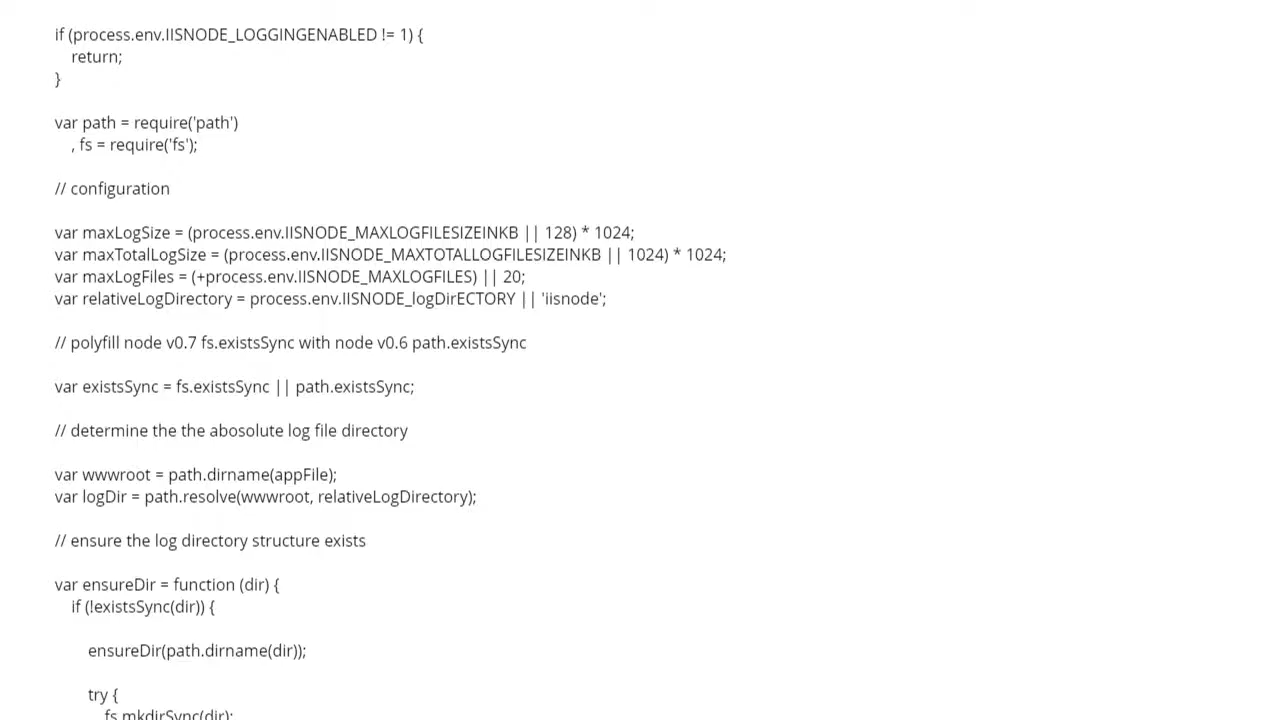 if (process.env.IISNODE_LOGGINGENABLED != 1) {
return;
}
var path = require('path')
, fs = require('fs');
// configuration
var maxLogSize = (process.env.IISNODE_MAXLOGFILESIZEINKB || 128) * 1024;
var maxTotalLogSize = (process.env.IISNODE_MAXTOTALLOGFILESIZEINKB || 1024) * 1024;
var maxLogFiles = (+process.env.IISNODE_MAXLOGFILES) || 20;
var relativeLogDirectory = process.env.IISNODE_logDirECTORY || 'iisnode';
// polyfill node v0.7 fs.existsSync with node v0.6 path.existsSync
var existsSync = fs.existsSync || path.existsSync;
// determine the the abosolute log file directory
var wwwroot = path.dirname(appFile);
var logDir = path.resolve(wwwroot, relativeLogDirectory);
// ensure the log directory structure exists
var ensureDir = function (dir) {
if (!existsSync(dir)) {
ensureDir(path.dirname(dir));
try {
fs.mkdirSync(dir);